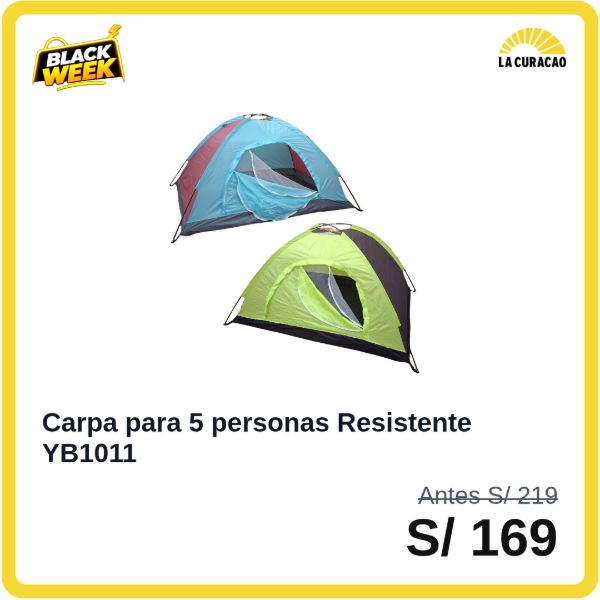 BLACK
WEEK
LA CURACAO
Carpa para 5 personas Resistente
YB1011
Antes S/ 219
S/ 169